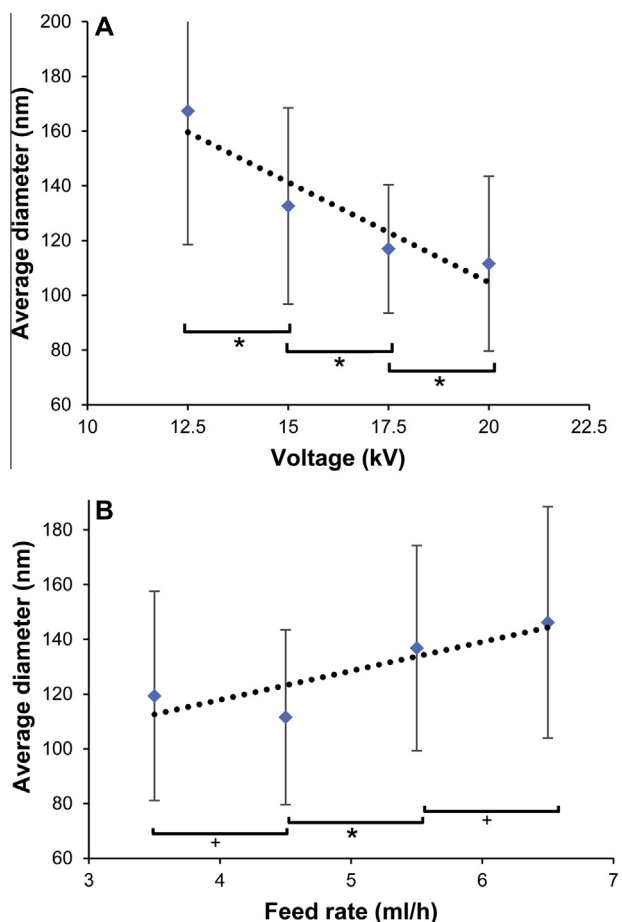 A
200
180
160
140
120
100
80
60
Average diameter (nm)
* * *
10 12.5 15 17.5 20 22.5
Voltage (kV)
B
180
160
140
120
100
80
60
Average diameter (nm)
+ * +
3 4 5 6 7
Feed rate (ml/h)